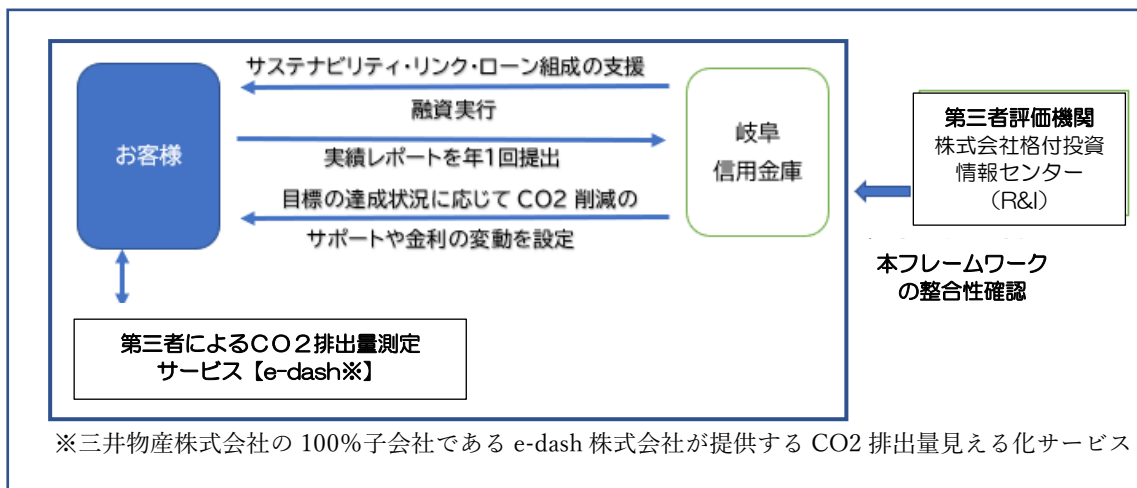 サステナビリティ・リンク・ローン組成の支援
融資実行
お客様
実績レポートを年1回提出
目標の達成状況に応じて CO2 削減の
サポートや金利の変動を設定
岐阜
信用金庫
第三者評価機関
株式会社格付投資
情報センター
（R&I）
本フレームワーク
の整合性確認
第三者によるCO２排出量測定
サービス【e-dash※】
※三井物産株式会社の 100%子会社である e-dash 株式会社が提供する CO2 排出量見える化サービス